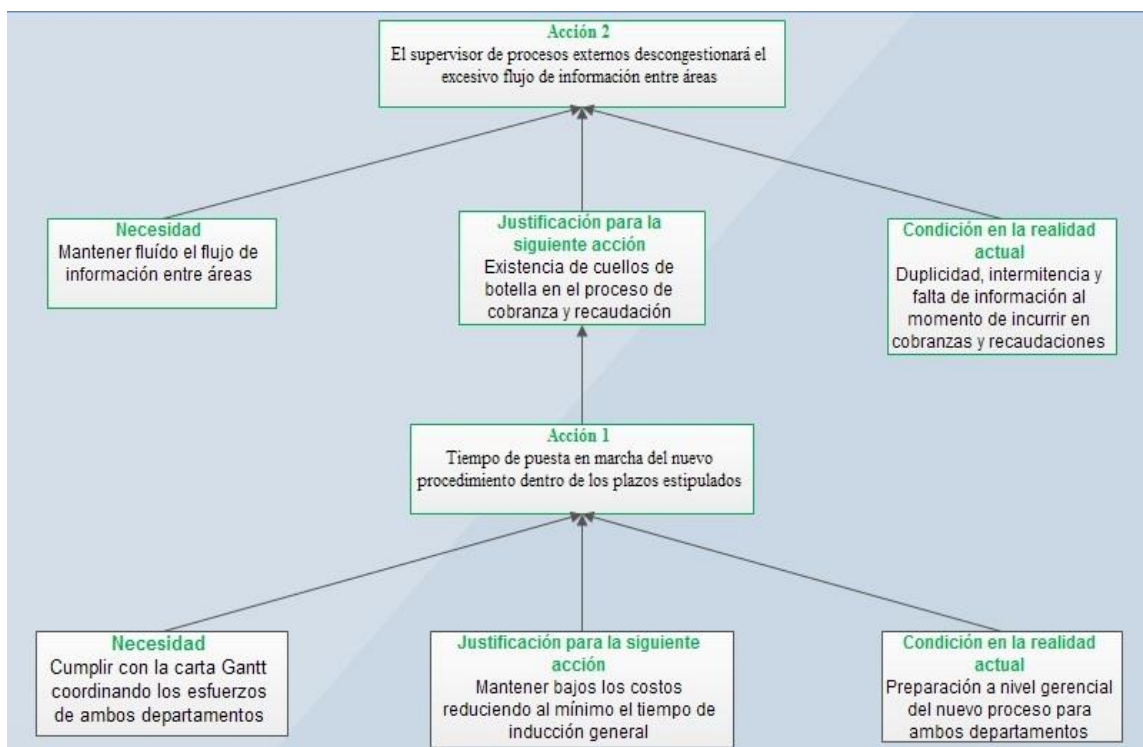 Acción 2
El supervisor de procesos externos descongestionará el
excesivo flujo de información entre áreas
Necesidad
Mantener fluído el flujo de
información entre áreas
Justificación para la
siguiente acción
Existencia de cuellos de
botella en el proceso de
cobranza y recaudación
Condición en la realidad
actual
Duplicidad, intermitencia y
falta de información al
momento de incurrir en
cobranzas y recaudaciones
Acción 1
Tiempo de puesta en marcha del nuevo
procedimiento dentro de los plazos estipulados
Necesidad
Cumplir con la carta Gantt
coordinando los esfuerzos
de ambos departamentos
Justificación para la siguiente
acción
Mantener bajos los costos
reduciendo al mínimo el tiempo de
inducción general
Condición en la realidad
actual
Preparación a nivel gerencial
del nuevo proceso para
ambos departamentos